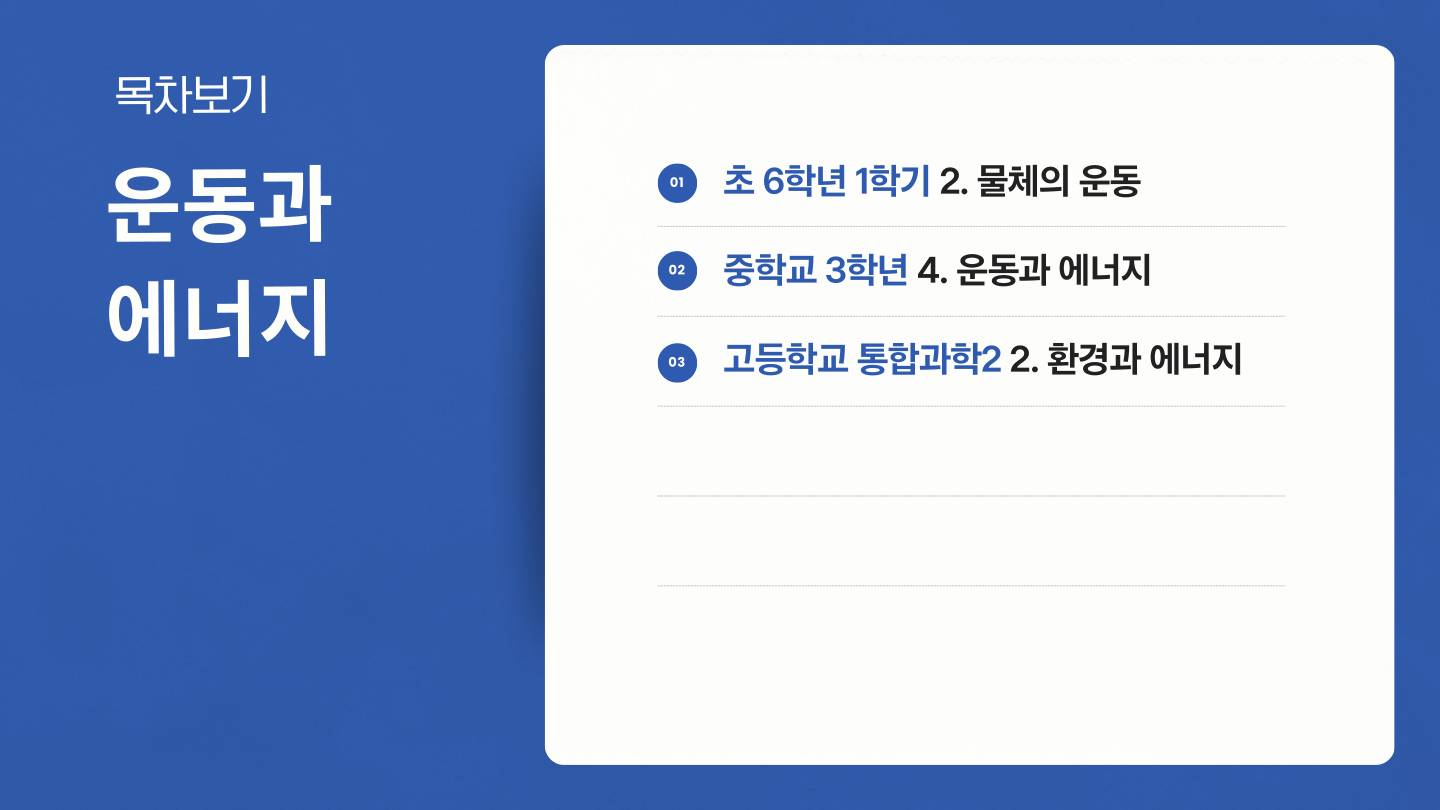 목차보기
운동과
에너지
01 초 6학년 1학기 2. 물체의 운동
02 중학교 3학년 4. 운동과 에너지
03 고등학교 통합과학2 2. 환경과 에너지